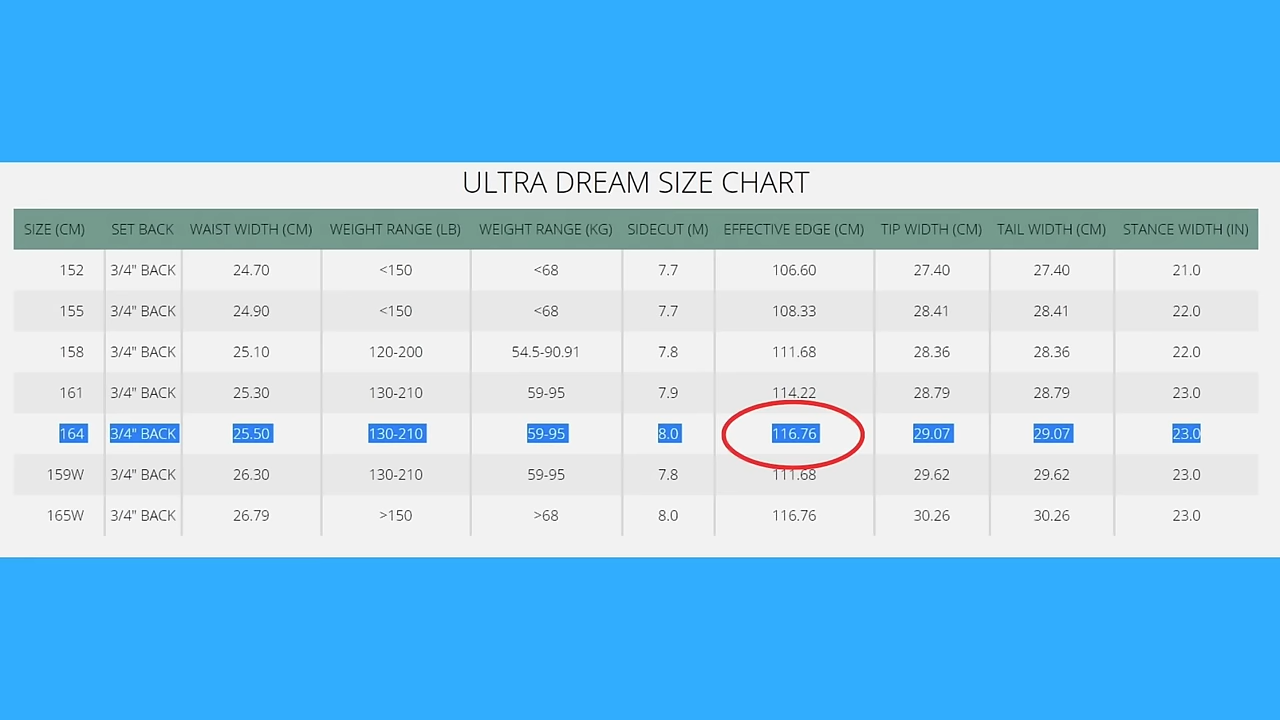 ULTRA DREAM SIZE CHART
SIZE (CM) SET BACK WAIST WIDTH (CM) WEIGHT RANGE (LB) WEIGHT RANGE (KG) SIDECUT (M) EFFECTIVE EDGE (CM) TIP WIDTH (CM) TAIL WIDTH (CM) STANCE WIDTH (IN)
152 3/4" BACK 24.70 <150 <68 7.7 106.60 27.40 27.40 21.0
155 3/4" BACK 24.90 <150 <68 7.7 108.33 28.41 28.41 22.0
158 3/4" BACK 25.10 120-200 54.5-90.91 7.8 111.68 28.36 28.36 22.0
161 3/4" BACK 25.30 130-210 59-95 7.9 114.22 28.79 28.79 23.0
164 3/4" BACK 25.50 130-210 59-95 8.0 116.76 29.07 29.07 23.0
159W 3/4" BACK 26.30 130-210 59-95 7.8 111.68 29.62 29.62 23.0
165W 3/4" BACK 26.79 >150 >68 8.0 116.76 30.26 30.26 23.0